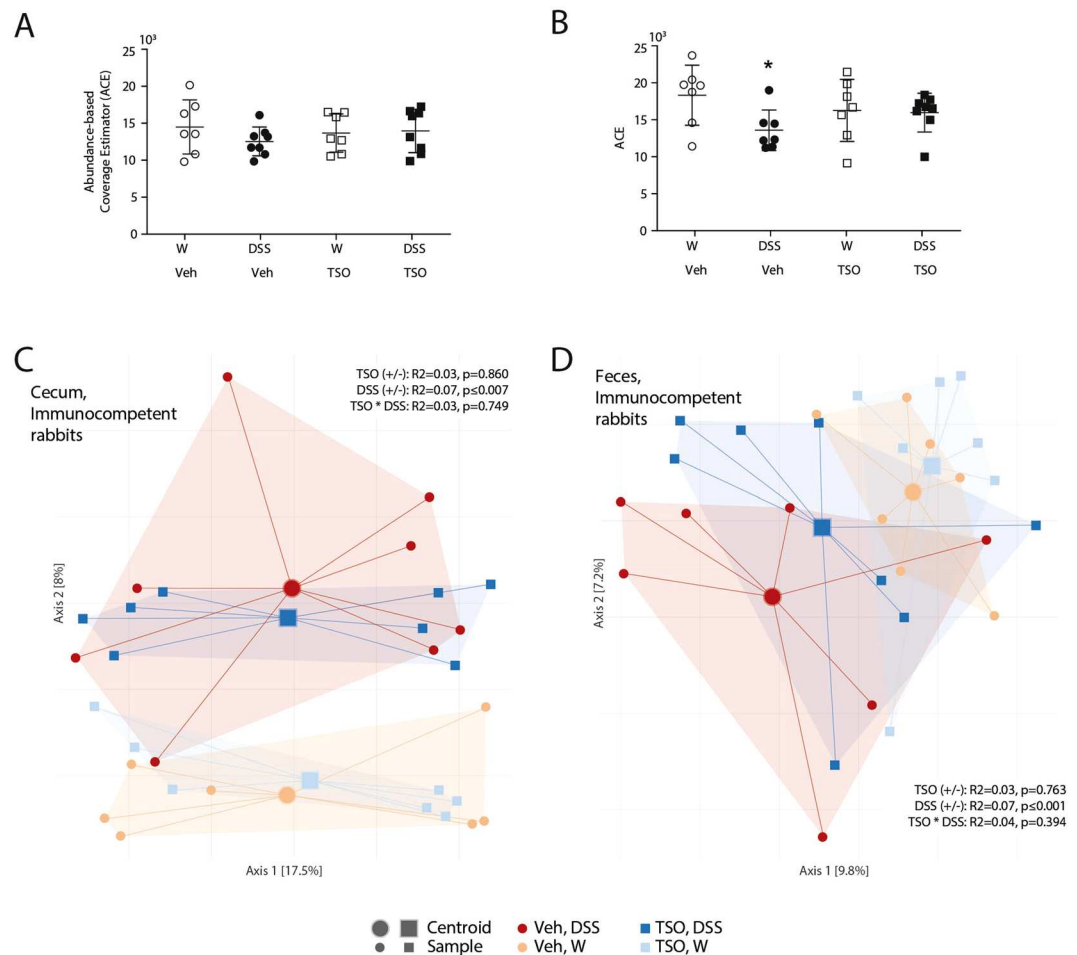 A
10³
25
20
15
10
5
0
Abundance-based
Coverage Estimator (ACE)
W
DSS
W
DSS
Veh
Veh
TSO
TSO
B
10³
25
20
15
10
5
0
ACE
*
W
DSS
W
DSS
Veh
Veh
TSO
TSO
C
Cecum,
Immunocompetent
rabbits
TSO (+/-): R2=0.03, p=0.860
DSS (+/-): R2=0.07, p≤0.007
TSO * DSS: R2=0.03, p=0.749
Axis 2 [8%]
Axis 1 [17.5%]
D
Feces,
Immunocompetent
rabbits
Axis 2 [7.2%]
TSO (+/-): R2=0.03, p=0.763
DSS (+/-): R2=0.07, p≤0.001
TSO * DSS: R2=0.04, p=0.394
Axis 1 [9.8%]
Centroid
Veh, DSS
TSO, DSS
Sample
Veh, W
TSO, W